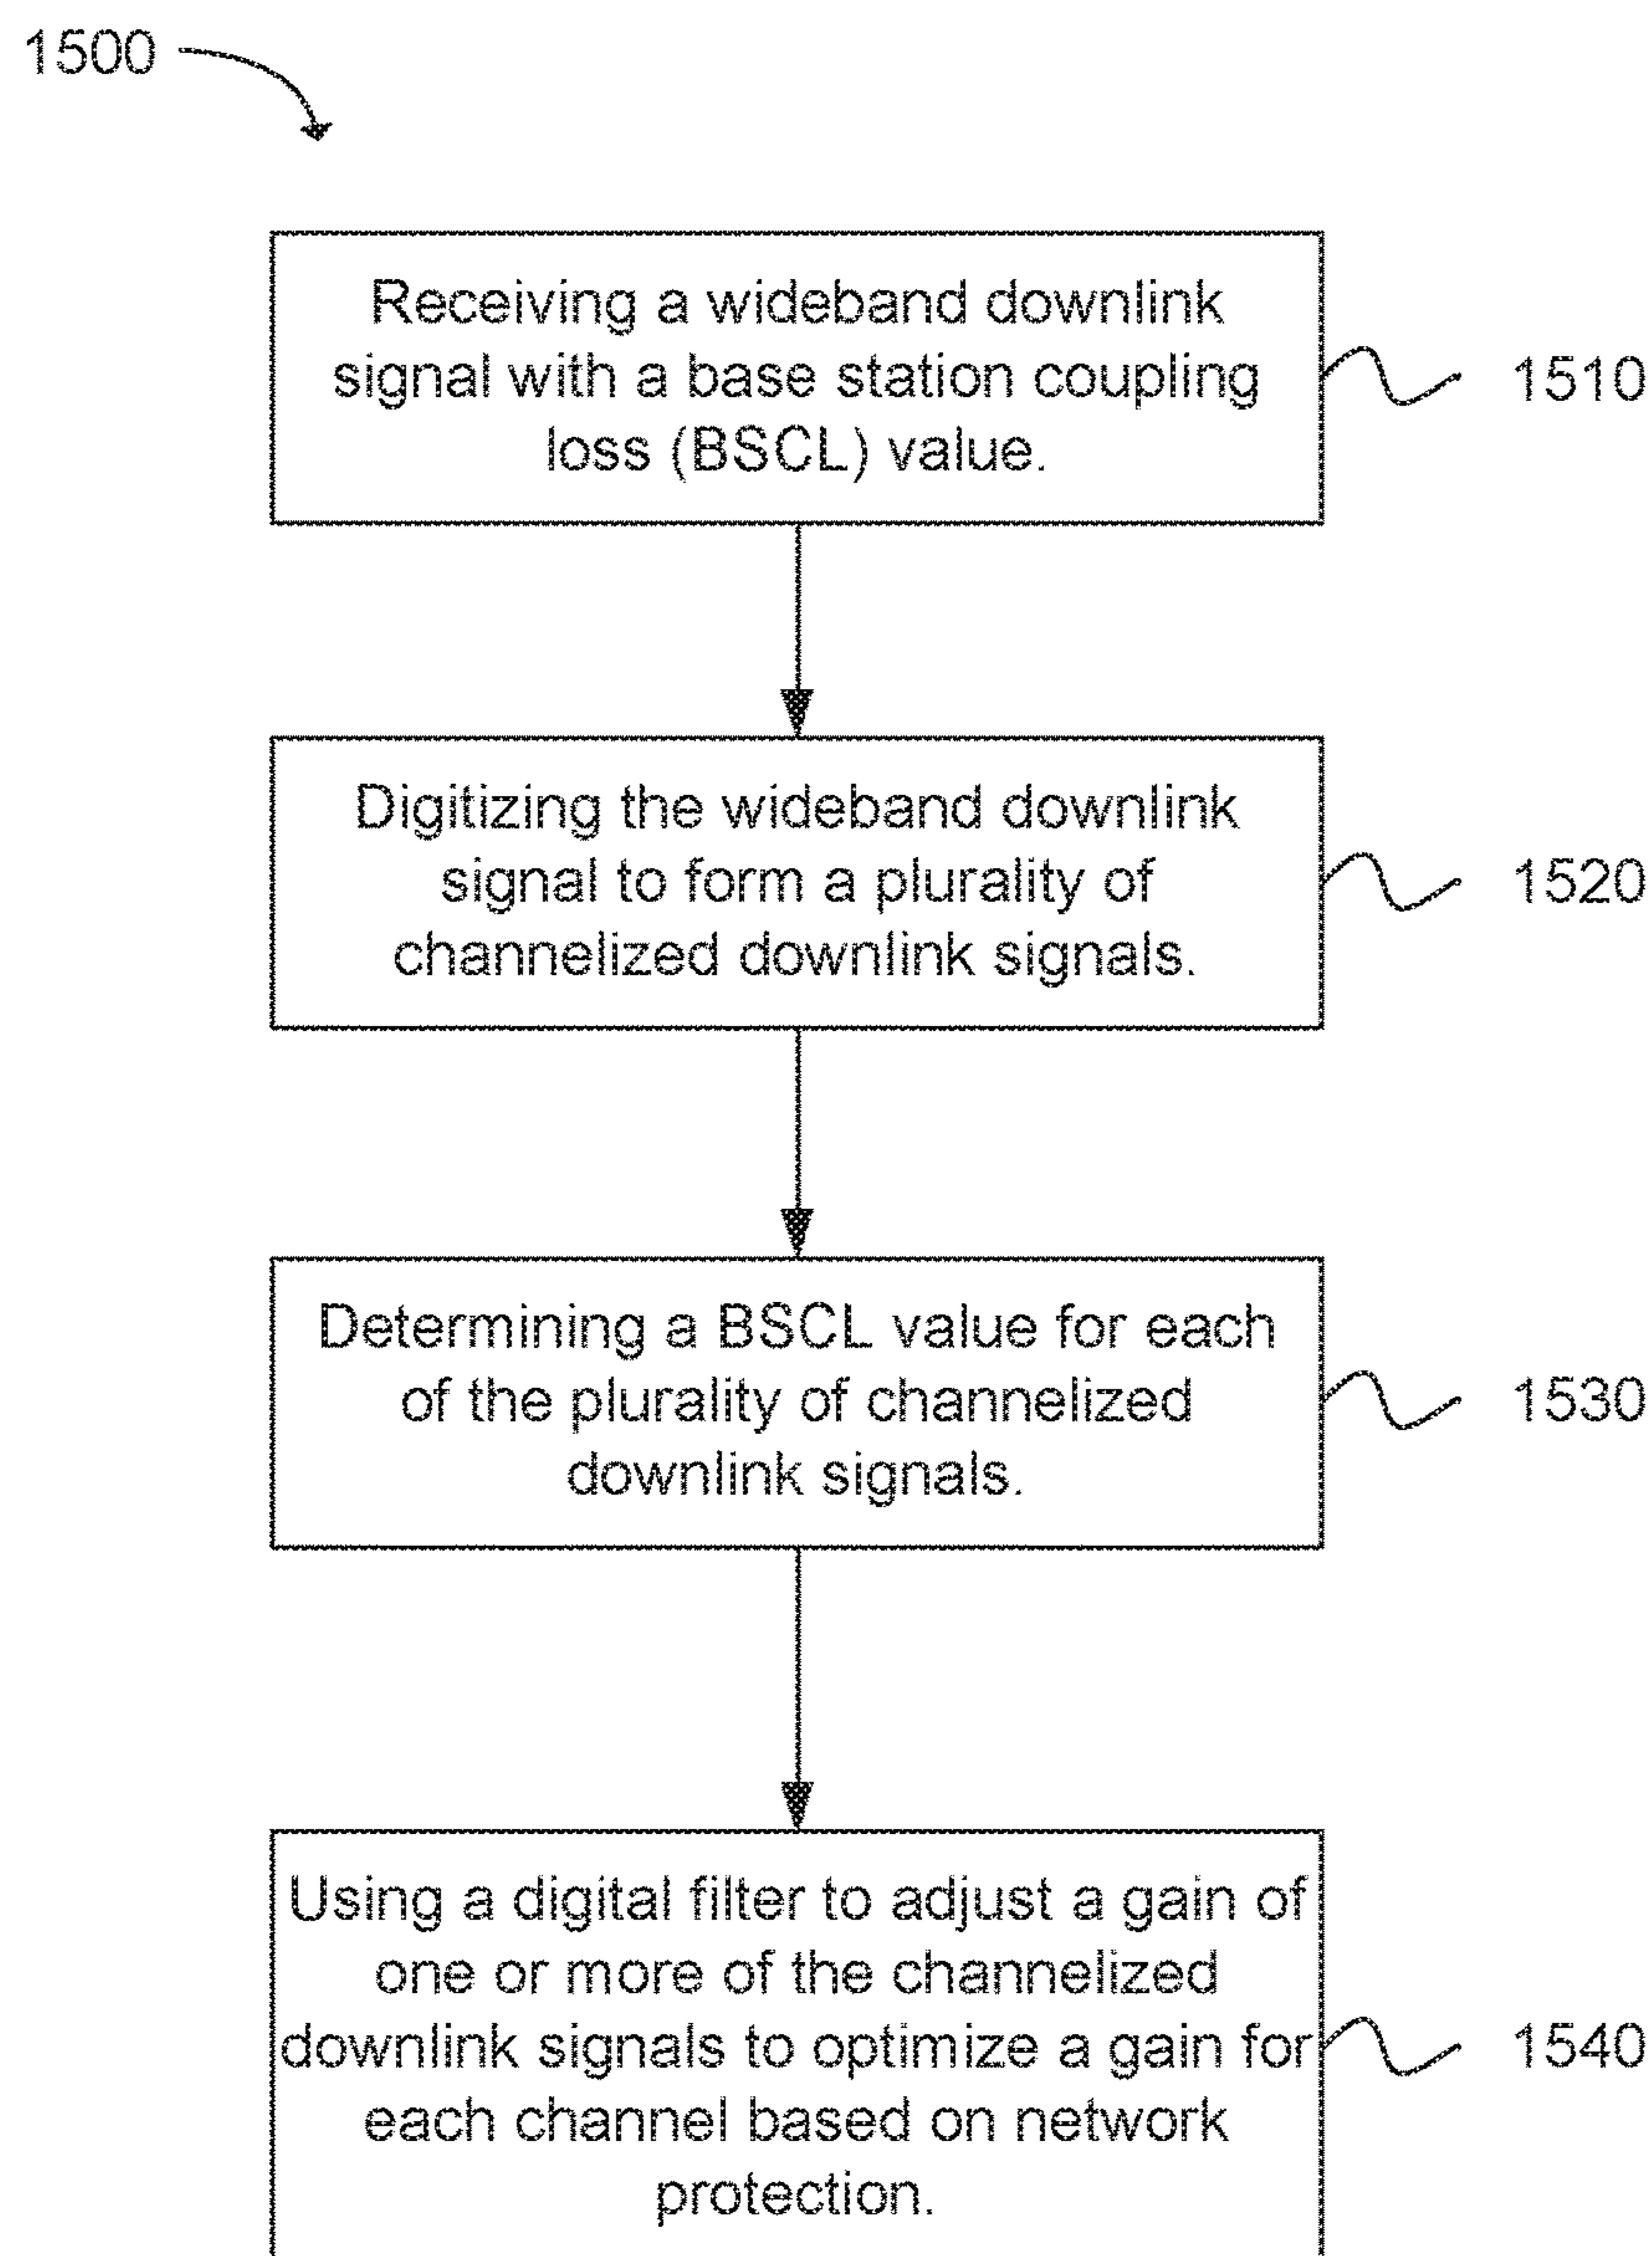 1500
Receiving a wideband downlink
signal with a base station coupling
loss (BSCL) value.
1510
Digitizing the wideband downlink
signal to form a plurality of
channelized downlink signals.
1520
Determining a BSCL value for each
of the plurality of channelized
downlink signals.
1530
Using a digital filter to adjust a gain of
one or more of the channelized
downlink signals to optimize a gain for
each channel based on network
protection.
1540